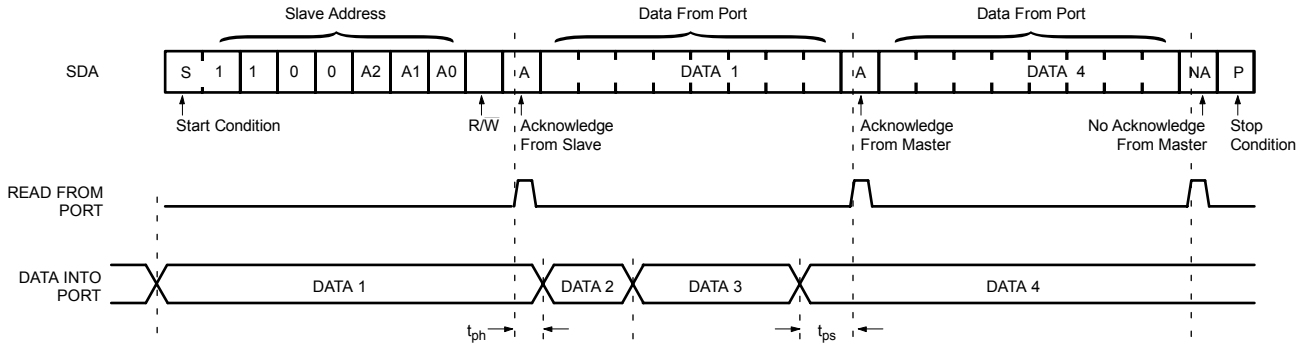 Slave Address
Data From Port
Data From Port
SDA
S 1 1 0 0 A2 A1 A0 A DATA 1 A DATA 4 NA P
Start Condition
R/W̅
Acknowledge
From Slave
Acknowledge
From Master
No Acknowledge
From Master
Stop
Condition
READ FROM
PORT
DATA INTO
PORT
DATA 1
DATA 2
DATA 3
DATA 4
tph
tps